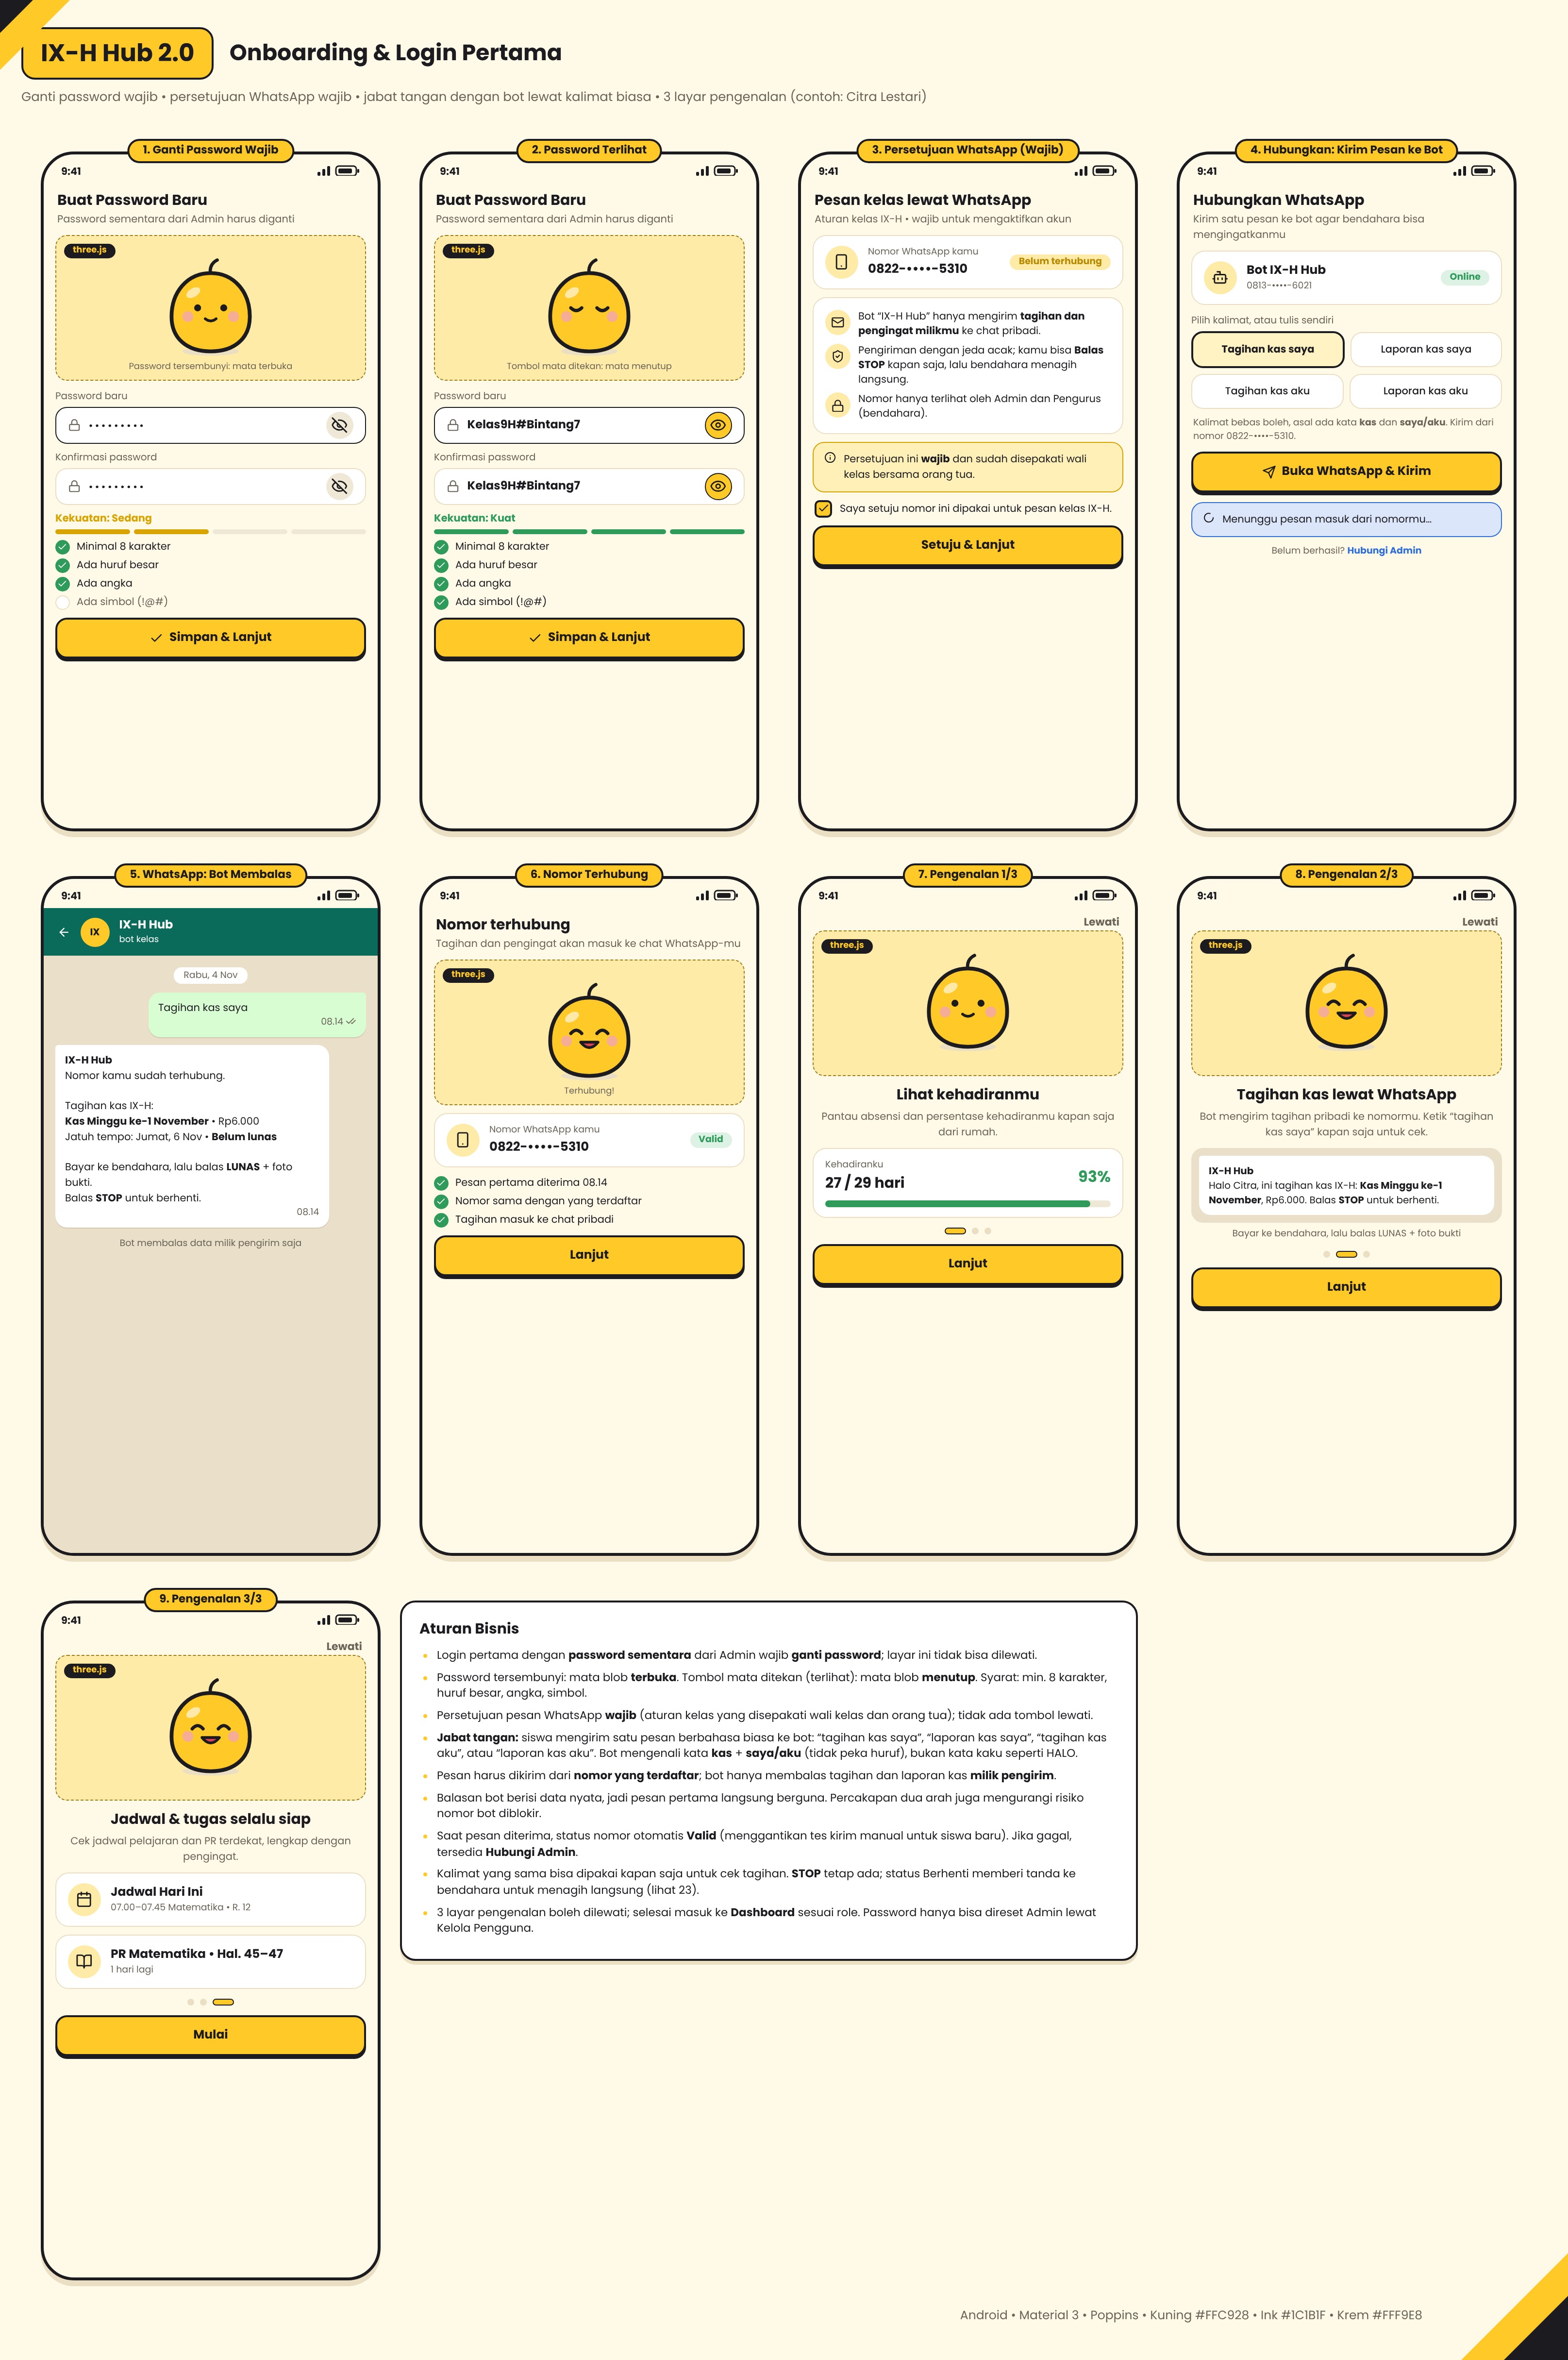 IX-H Hub 2.0
Onboarding & Login Pertama
Ganti password wajib • persetujuan WhatsApp wajib • jabat tangan dengan bot lewat kalimat biasa • 3 layar pengenalan (contoh: Citra Lestari)
1. Ganti Password Wajib
9:41
Buat Password Baru
Password sementara dari Admin harus diganti
three.js
Password tersembunyi: mata terbuka
Password baru
•••••••••
Konfirmasi password
•••••••••
Kekuatan: Sedang
Minimal 8 karakter
Ada huruf besar
Ada angka
Ada simbol (!@#)
Simpan & Lanjut
2. Password Terlihat
9:41
Buat Password Baru
Password sementara dari Admin harus diganti
three.js
Tombol mata ditekan: mata menutup
Password baru
Kelas9H#Bintang7
Konfirmasi password
Kelas9H#Bintang7
Kekuatan: Kuat
Minimal 8 karakter
Ada huruf besar
Ada angka
Ada simbol (!@#)
Simpan & Lanjut
3. Persetujuan WhatsApp (Wajib)
9:41
Pesan kelas lewat WhatsApp
Aturan kelas IX-H • wajib untuk mengaktifkan akun
Nomor WhatsApp kamu
0822-••••-5310
Belum terhubung
Bot “IX-H Hub” hanya mengirim tagihan dan
pengingat milikmu ke chat pribadi.
Pengiriman dengan jeda acak; kamu bisa Balas
STOP kapan saja, lalu bendahara menagih
langsung.
Nomor hanya terlihat oleh Admin dan Pengurus
(bendahara).
Persetujuan ini wajib dan sudah disepakati wali
kelas bersama orang tua.
Saya setuju nomor ini dipakai untuk pesan kelas IX-H.
Setuju & Lanjut
4. Hubungkan: Kirim Pesan ke Bot
9:41
Hubungkan WhatsApp
Kirim satu pesan ke bot agar bendahara bisa
mengingatkanmu
Bot IX-H Hub
0813-••••-6021
Online
Pilih kalimat, atau tulis sendiri
Tagihan kas saya
Laporan kas saya
Tagihan kas aku
Laporan kas aku
Kalimat bebas boleh, asal ada kata kas dan saya/aku. Kirim dari
nomor 0822-••••-5310.
Buka WhatsApp & Kirim
Menunggu pesan masuk dari nomormu...
Belum berhasil? Hubungi Admin
5. WhatsApp: Bot Membalas
9:41
IX
IX-H Hub
bot kelas
Rabu, 4 Nov
Tagihan kas saya
08.14
IX-H Hub
Nomor kamu sudah terhubung.
Tagihan kas IX-H:
Kas Minggu ke-1 November • Rp6.000
Jatuh tempo: Jumat, 6 Nov • Belum lunas
Bayar ke bendahara, lalu balas LUNAS + foto
bukti.
Balas STOP untuk berhenti.
08.14
Bot membalas data milik pengirim saja
6. Nomor Terhubung
9:41
Nomor terhubung
Tagihan dan pengingat akan masuk ke chat WhatsApp-mu
three.js
Terhubung!
Nomor WhatsApp kamu
0822-••••-5310
Valid
Pesan pertama diterima 08.14
Nomor sama dengan yang terdaftar
Tagihan masuk ke chat pribadi
Lanjut
7. Pengenalan 1/3
9:41
Lewati
three.js
Lihat kehadiranmu
Pantau absensi dan persentase kehadiranmu kapan saja
dari rumah.
Kehadiranku
27 / 29 hari
93%
Lanjut
8. Pengenalan 2/3
9:41
Lewati
three.js
Tagihan kas lewat WhatsApp
Bot mengirim tagihan pribadi ke nomormu. Ketik “tagihan
kas saya” kapan saja untuk cek.
IX-H Hub
Halo Citra, ini tagihan kas IX-H: Kas Minggu ke-1
November, Rp6.000. Balas STOP untuk berhenti.
Bayar ke bendahara, lalu balas LUNAS + foto bukti
Lanjut
9. Pengenalan 3/3
9:41
Lewati
three.js
Jadwal & tugas selalu siap
Cek jadwal pelajaran dan PR terdekat, lengkap dengan
pengingat.
Jadwal Hari Ini
07.00–07.45 Matematika • R. 12
PR Matematika • Hal. 45–47
1 hari lagi
Mulai
Aturan Bisnis
• Login pertama dengan password sementara dari Admin wajib ganti password; layar ini tidak bisa dilewati.
• Password tersembunyi: mata blob terbuka. Tombol mata ditekan (terlihat): mata blob menutup. Syarat: min. 8 karakter,
huruf besar, angka, simbol.
• Persetujuan pesan WhatsApp wajib (aturan kelas yang disepakati wali kelas dan orang tua); tidak ada tombol lewati.
• Jabat tangan: siswa mengirim satu pesan berbahasa biasa ke bot: “tagihan kas saya”, “laporan kas saya”, “tagihan kas
aku”, atau “laporan kas aku”. Bot mengenali kata kas + saya/aku (tidak peka huruf), bukan kata kaku seperti HALO.
• Pesan harus dikirim dari nomor yang terdaftar; bot hanya membalas tagihan dan laporan kas milik pengirim.
• Balasan bot berisi data nyata, jadi pesan pertama langsung berguna. Percakapan dua arah juga mengurangi risiko
nomor bot diblokir.
• Saat pesan diterima, status nomor otomatis Valid (menggantikan tes kirim manual untuk siswa baru). Jika gagal,
tersedia Hubungi Admin.
• Kalimat yang sama bisa dipakai kapan saja untuk cek tagihan. STOP tetap ada; status Berhenti memberi tanda ke
bendahara untuk menagih langsung (lihat 23).
• 3 layar pengenalan boleh dilewati; selesai masuk ke Dashboard sesuai role. Password hanya bisa direset Admin lewat
Kelola Pengguna.
Android • Material 3 • Poppins • Kuning #FFC928 • Ink #1C1B1F • Krem #FFF9E8